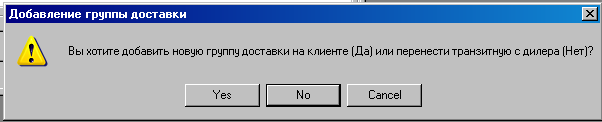 Добавление группы доставки
Вы хотите добавить новую группу доставки на клиенте (Да) или перенести транзитную с дилера (Нет)?
Yes No Cancel